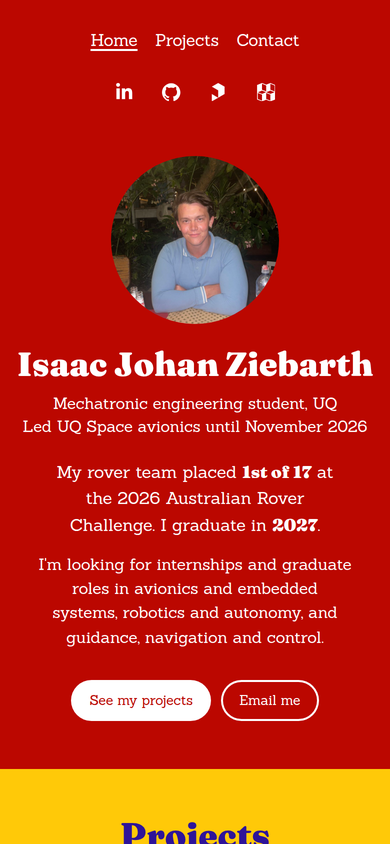 Home Projects Contact
in
Isaac Johan Ziebarth
Mechatronic engineering student, UQ
Led UQ Space avionics until November 2026
My rover team placed 1st of 17 at
the 2026 Australian Rover
Challenge. I graduate in 2027.
I'm looking for internships and graduate
roles in avionics and embedded
systems, robotics and autonomy, and
guidance, navigation and control.
See my projects Email me
Projects